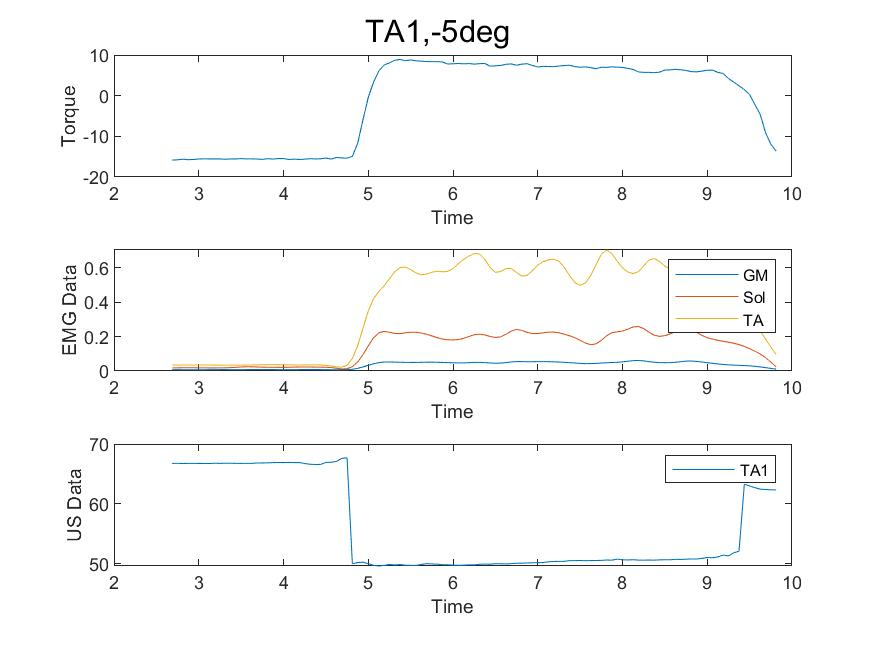 TA1,-5deg
10
0
-10
-20
Torque
2 3 4 5 6 7 8 9 10
Time
0.6
0.4
0.2
0
EMG Data
GM
Sol
TA
2 3 4 5 6 7 8 9 10
Time
70
60
50
US Data
TA1
2 3 4 5 6 7 8 9 10
Time